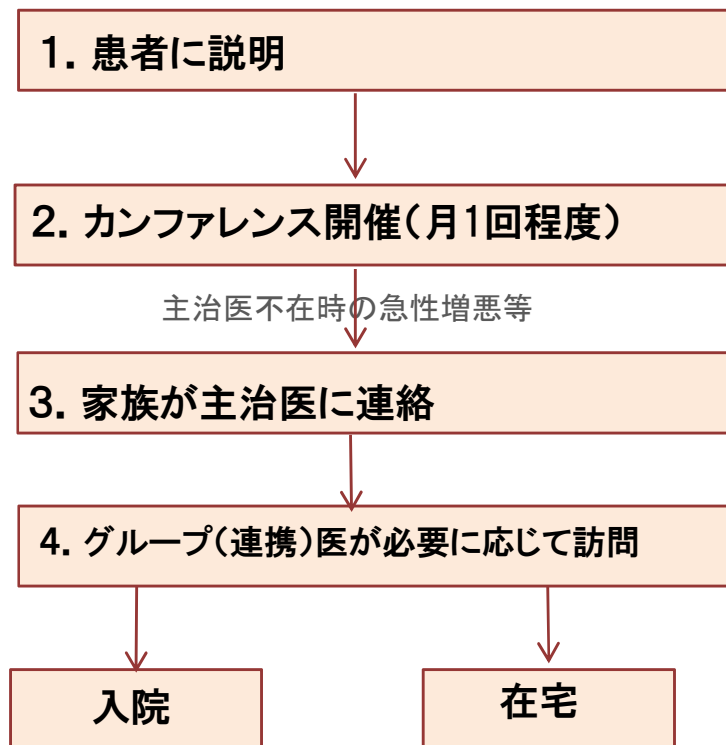 1. 患者に説明
2. カンファレンス開催（月1回程度）
主治医不在時の急性増悪等
3. 家族が主治医に連絡
4. グループ（連携）医が必要に応じて訪問
入院
在宅